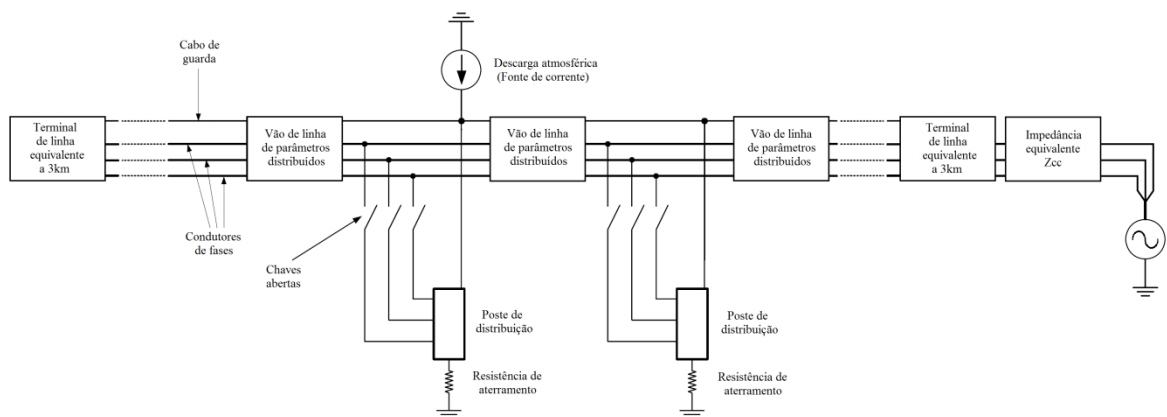 Cabo de
guarda
Descarga atmosférica
(Fonte de corrente)
Terminal
de linha
equivalente
a 3km
Vão de linha
de parâmetros
distribuídos
Vão de linha
de parâmetros
distribuídos
Vão de linha
de parâmetros
distribuídos
Terminal
de linha
equivalente
a 3km
Impedância
equivalente
Zcc
Condutores
de fases
Chaves
abertas
Poste de
distribuição
Poste de
distribuição
Resistência de
aterramento
Resistência de
aterramento